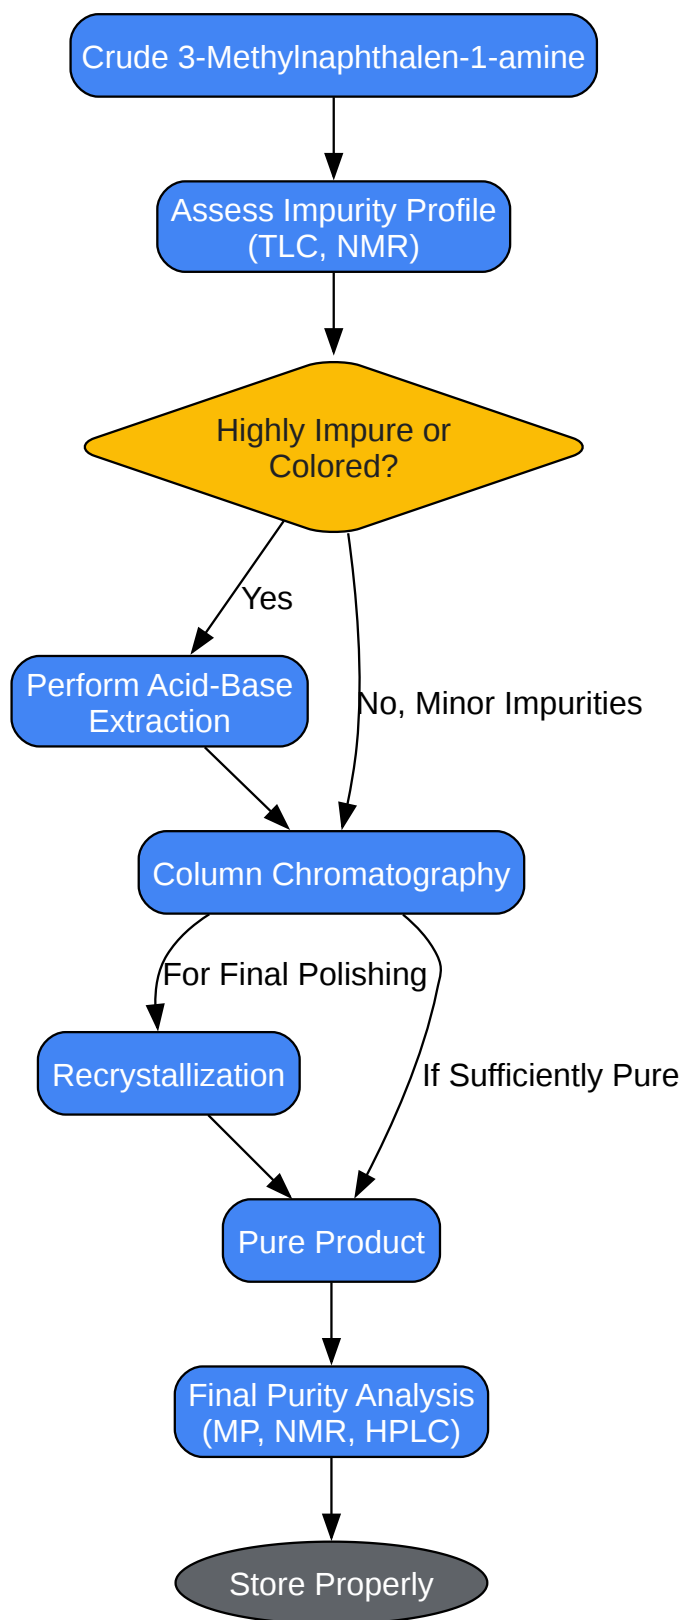 Crude 3-Methylnaphthalen-1-amine
Assess Impurity Profile
(TLC, NMR)
Highly Impure or
Colored?
Yes
Perform Acid-Base
Extraction
No, Minor Impurities
Column Chromatography
For Final Polishing
Recrystallization
If Sufficiently Pure
Pure Product
Final Purity Analysis
(MP, NMR, HPLC)
Store Properly